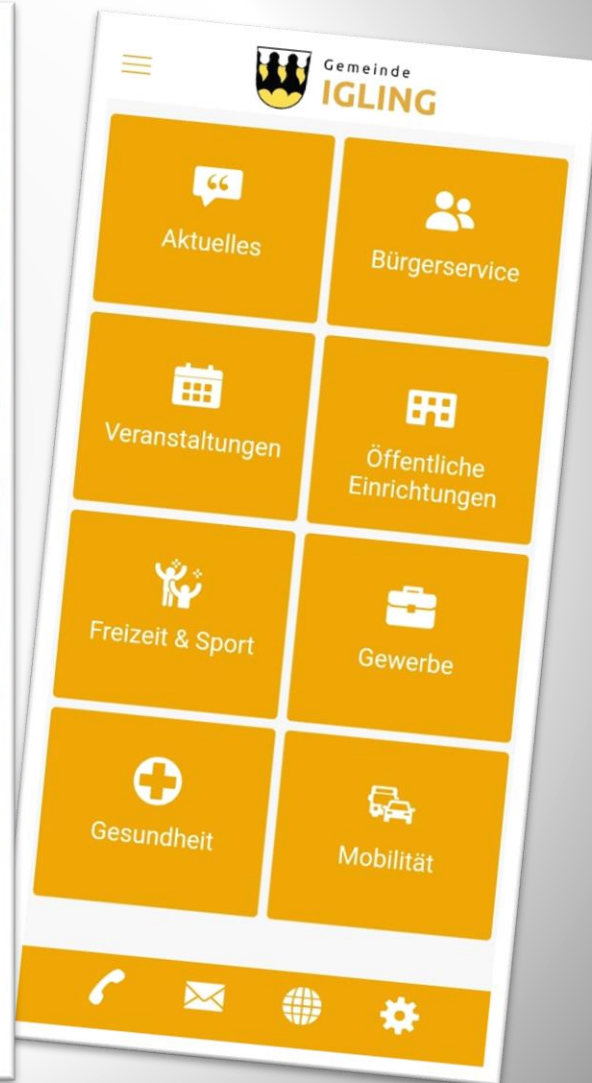 Gemeinde
IGLING
Aktuelles
Bürgerservice
Veranstaltungen
Öffentliche
Einrichtungen
Freizeit & Sport
Gewerbe
Gesundheit
Mobilität